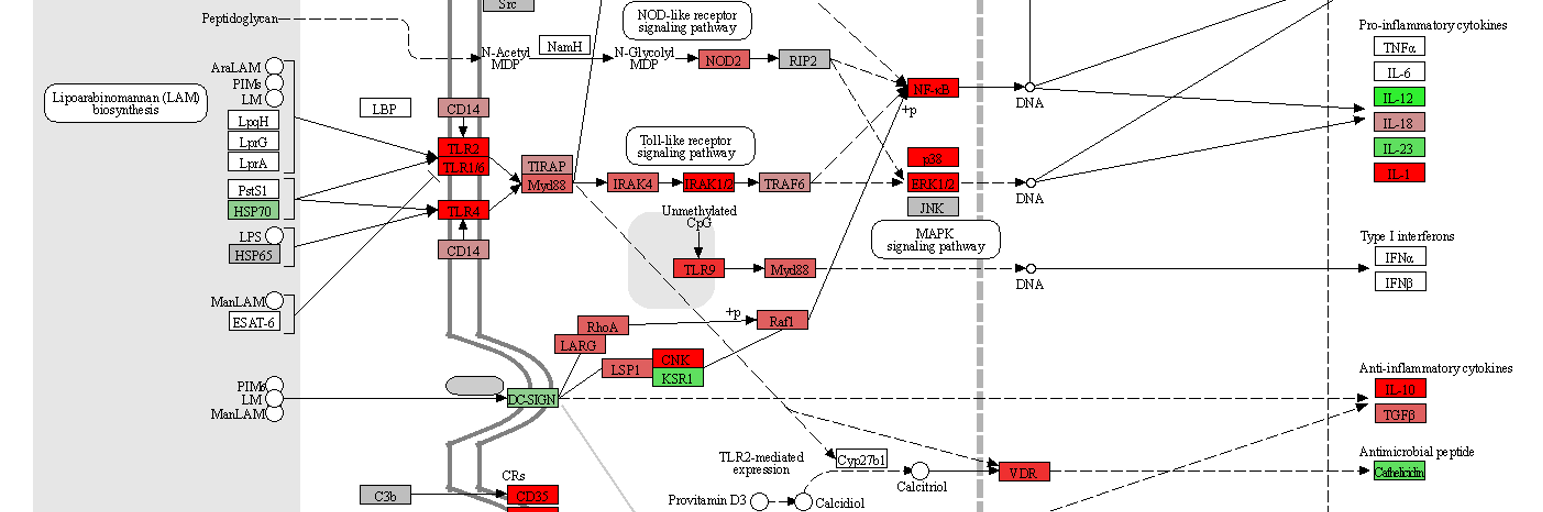 Src
Peptidoglycan
NOD-like receptor
signaling pathway
Pro-inflammatory cytokines
NamH
TNFα
N-Acetyl
MDP
N-Glycolyl
MDP
NOD2
RIP2
AraLAM
PIMs
LM
IL-6
Lipoarabinomannan (LAM)
biosynthesis
LBP
CD14
NF-κB
+p
DNA
IL-12
LpqH
IL-18
LprG
TLR2
Toll-like receptor
signaling pathway
IL-23
LprA
TLR1/6
TIRAP
p38
IL-1
PstS1
Myd88
IRAK4
IRAK1/2
TRAF6
ERK1/2
DNA
HSP70
TLR4
Unmethylated
CpG
JNK
LPS
HSP65
CD14
MAPK
signaling pathway
Type I interferons
IFNα
TLR9
Myd88
DNA
IFNβ
ManLAM
ESAT-6
RhoA
+p
Raf1
LARG
CNK
LSP1
KSR1
Anti-inflammatory cytokines
PIMs
LM
ManLAM
DC-SIGN
IL-10
TGFβ
TLR2-mediated
expression
Cyp27b1
Antimicrobial peptide
VDR
Cathelicidin
CRs
Calcitriol
C3b
CD35
Provitamin D3
Calcidiol